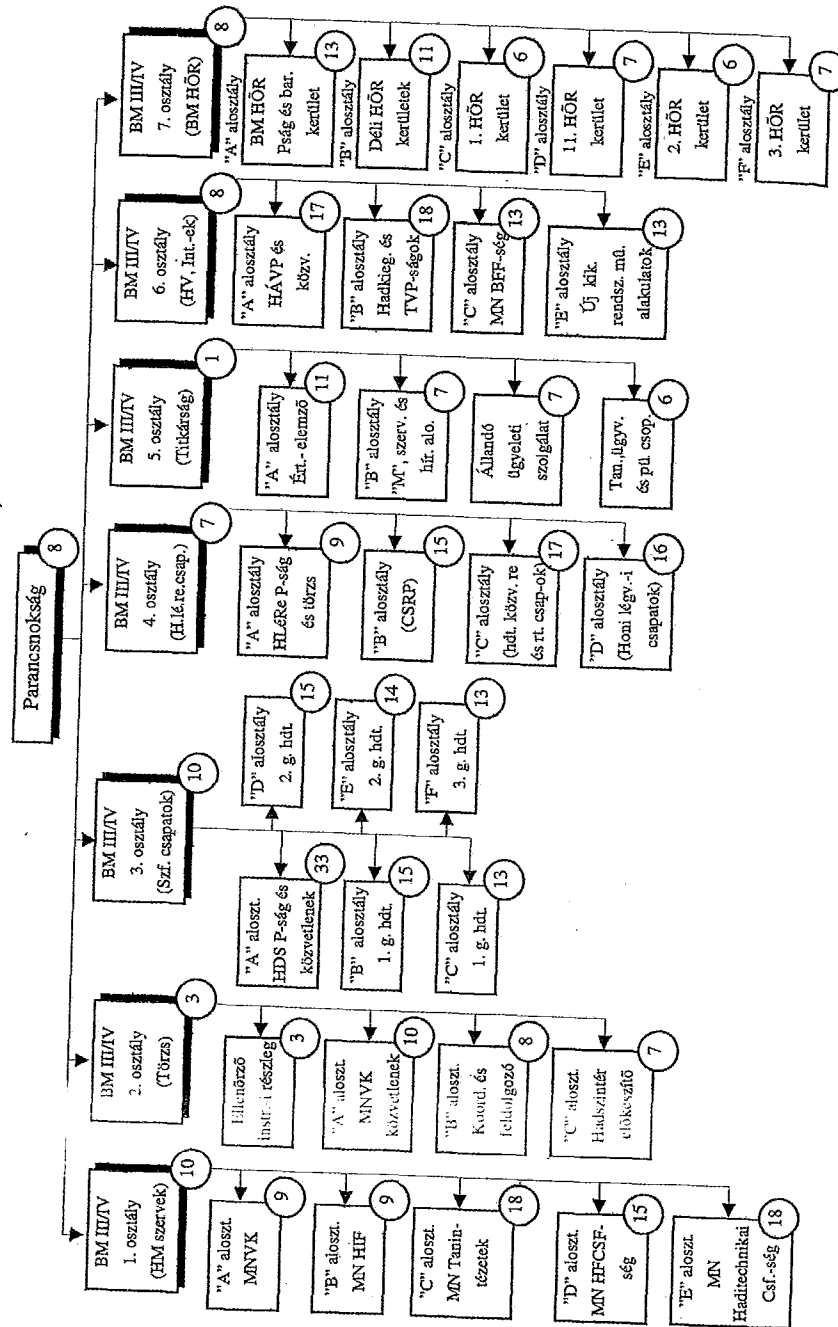 Parancsnokság
8
BM III/IV
1. osztály
(HM szervek)
10
"A" aloszt.
MNVK
9
"B" aloszt.
MN HIF
9
"C" aloszt.
MN Tanin-
tézetek
18
"D" aloszt.
MN HFCSF-
ség
15
"E" aloszt.
MN
Haditechnikai
Csf.-ség
18
BM III/IV
2. osztály
(Törzs)
3
Ellenőrző
instr.-i részleg
3
"A" aloszt.
MNVK
közvetlenek
10
"B" aloszt.
Koord. és
feldolgozó
8
"C" aloszt.
Hadszintér
előkészítő
7
BM III/IV
3. osztály
(Szf. csapatok)
10
"A" aloszt.
HDS P-ság és
közvetlenek
33
"B" alosztály
1. g. hdt.
15
"C" alosztály
1. g. hdt.
13
"D" alosztály
2. g. hdt.
15
"E" alosztály
2. g. hdt.
14
"F" alosztály
3. g. hdt.
13
BM III/IV
4. osztály
(H.lé.re.csap.)
7
"A" alosztály
HLéRe P-ság
és törzs
9
"B" alosztály
(CSRP)
15
"C" alosztály
(hdt. közv. re
és rt. csap-ok)
17
"D" alosztály
(Honi légv.-i
csapatok)
16
BM III/IV
5. osztály
(Titkárság)
1
"A" alosztály
Ért.- elemző
11
"B" alosztály
"M", szerv. és
hír. alo.
7
Állandó
ügyeleti
szolgálat
7
Tan.,ügyv.
és pü. csop.
6
BM III/IV
6. osztály
(HV, Int.-ek)
8
"A" alosztály
HÁVP és
közv.
17
"B" alosztály
Hadkieg. és
TVP-ságok
18
"C" alosztály
MN BFF-ség
13
"E" alosztály
Új kik.
rendsz. mű.
alakulatok
13
BM III/IV
7. osztály
(BM HŐR)
8
"A" alosztály
BM HŐR
Pság és bar.
kerület
13
"B" alosztály
Déli HŐR
kerületek
11
"C" alosztály
1. HŐR
kerület
6
"D" alosztály
11. HŐR
kerület
7
"E" alosztály
2. HŐR
kerület
6
"F" alosztály
3. HŐR
kerület
7